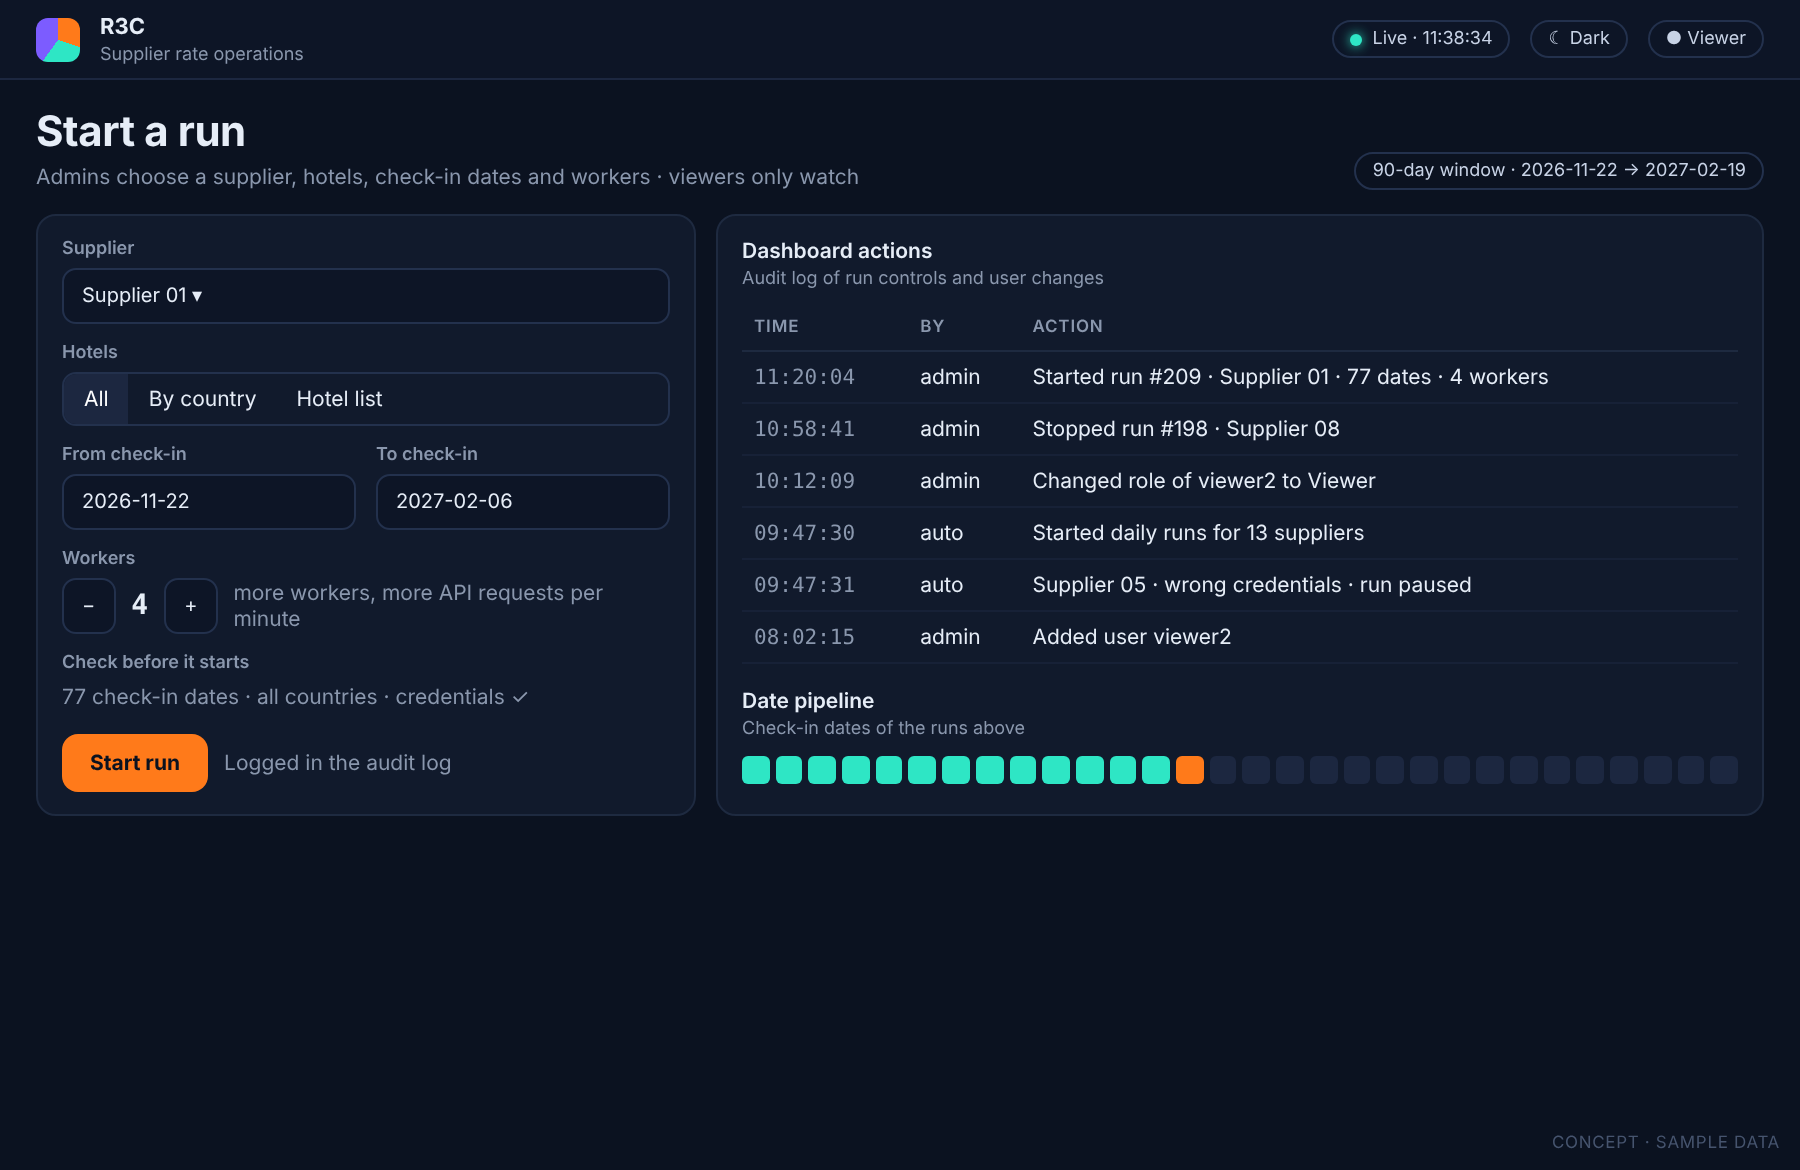 R3C
Supplier rate operations
Live · 11:38:34
☾ Dark
Viewer
Start a run
Admins choose a supplier, hotels, check-in dates and workers · viewers only watch
90-day window · 2026-11-22 → 2027-02-19
Supplier
Supplier 01 ▾
Hotels
All By country Hotel list
From check-in To check-in
2026-11-22 2027-02-06
Workers
− 4 + more workers, more API requests per
minute
Check before it starts
77 check-in dates · all countries · credentials ✓
Start run Logged in the audit log
Dashboard actions
Audit log of run controls and user changes
TIME BY ACTION
11:20:04 admin Started run #209 · Supplier 01 · 77 dates · 4 workers
10:58:41 admin Stopped run #198 · Supplier 08
10:12:09 admin Changed role of viewer2 to Viewer
09:47:30 auto Started daily runs for 13 suppliers
09:47:31 auto Supplier 05 · wrong credentials · run paused
08:02:15 admin Added user viewer2
Date pipeline
Check-in dates of the runs above
CONCEPT · SAMPLE DATA